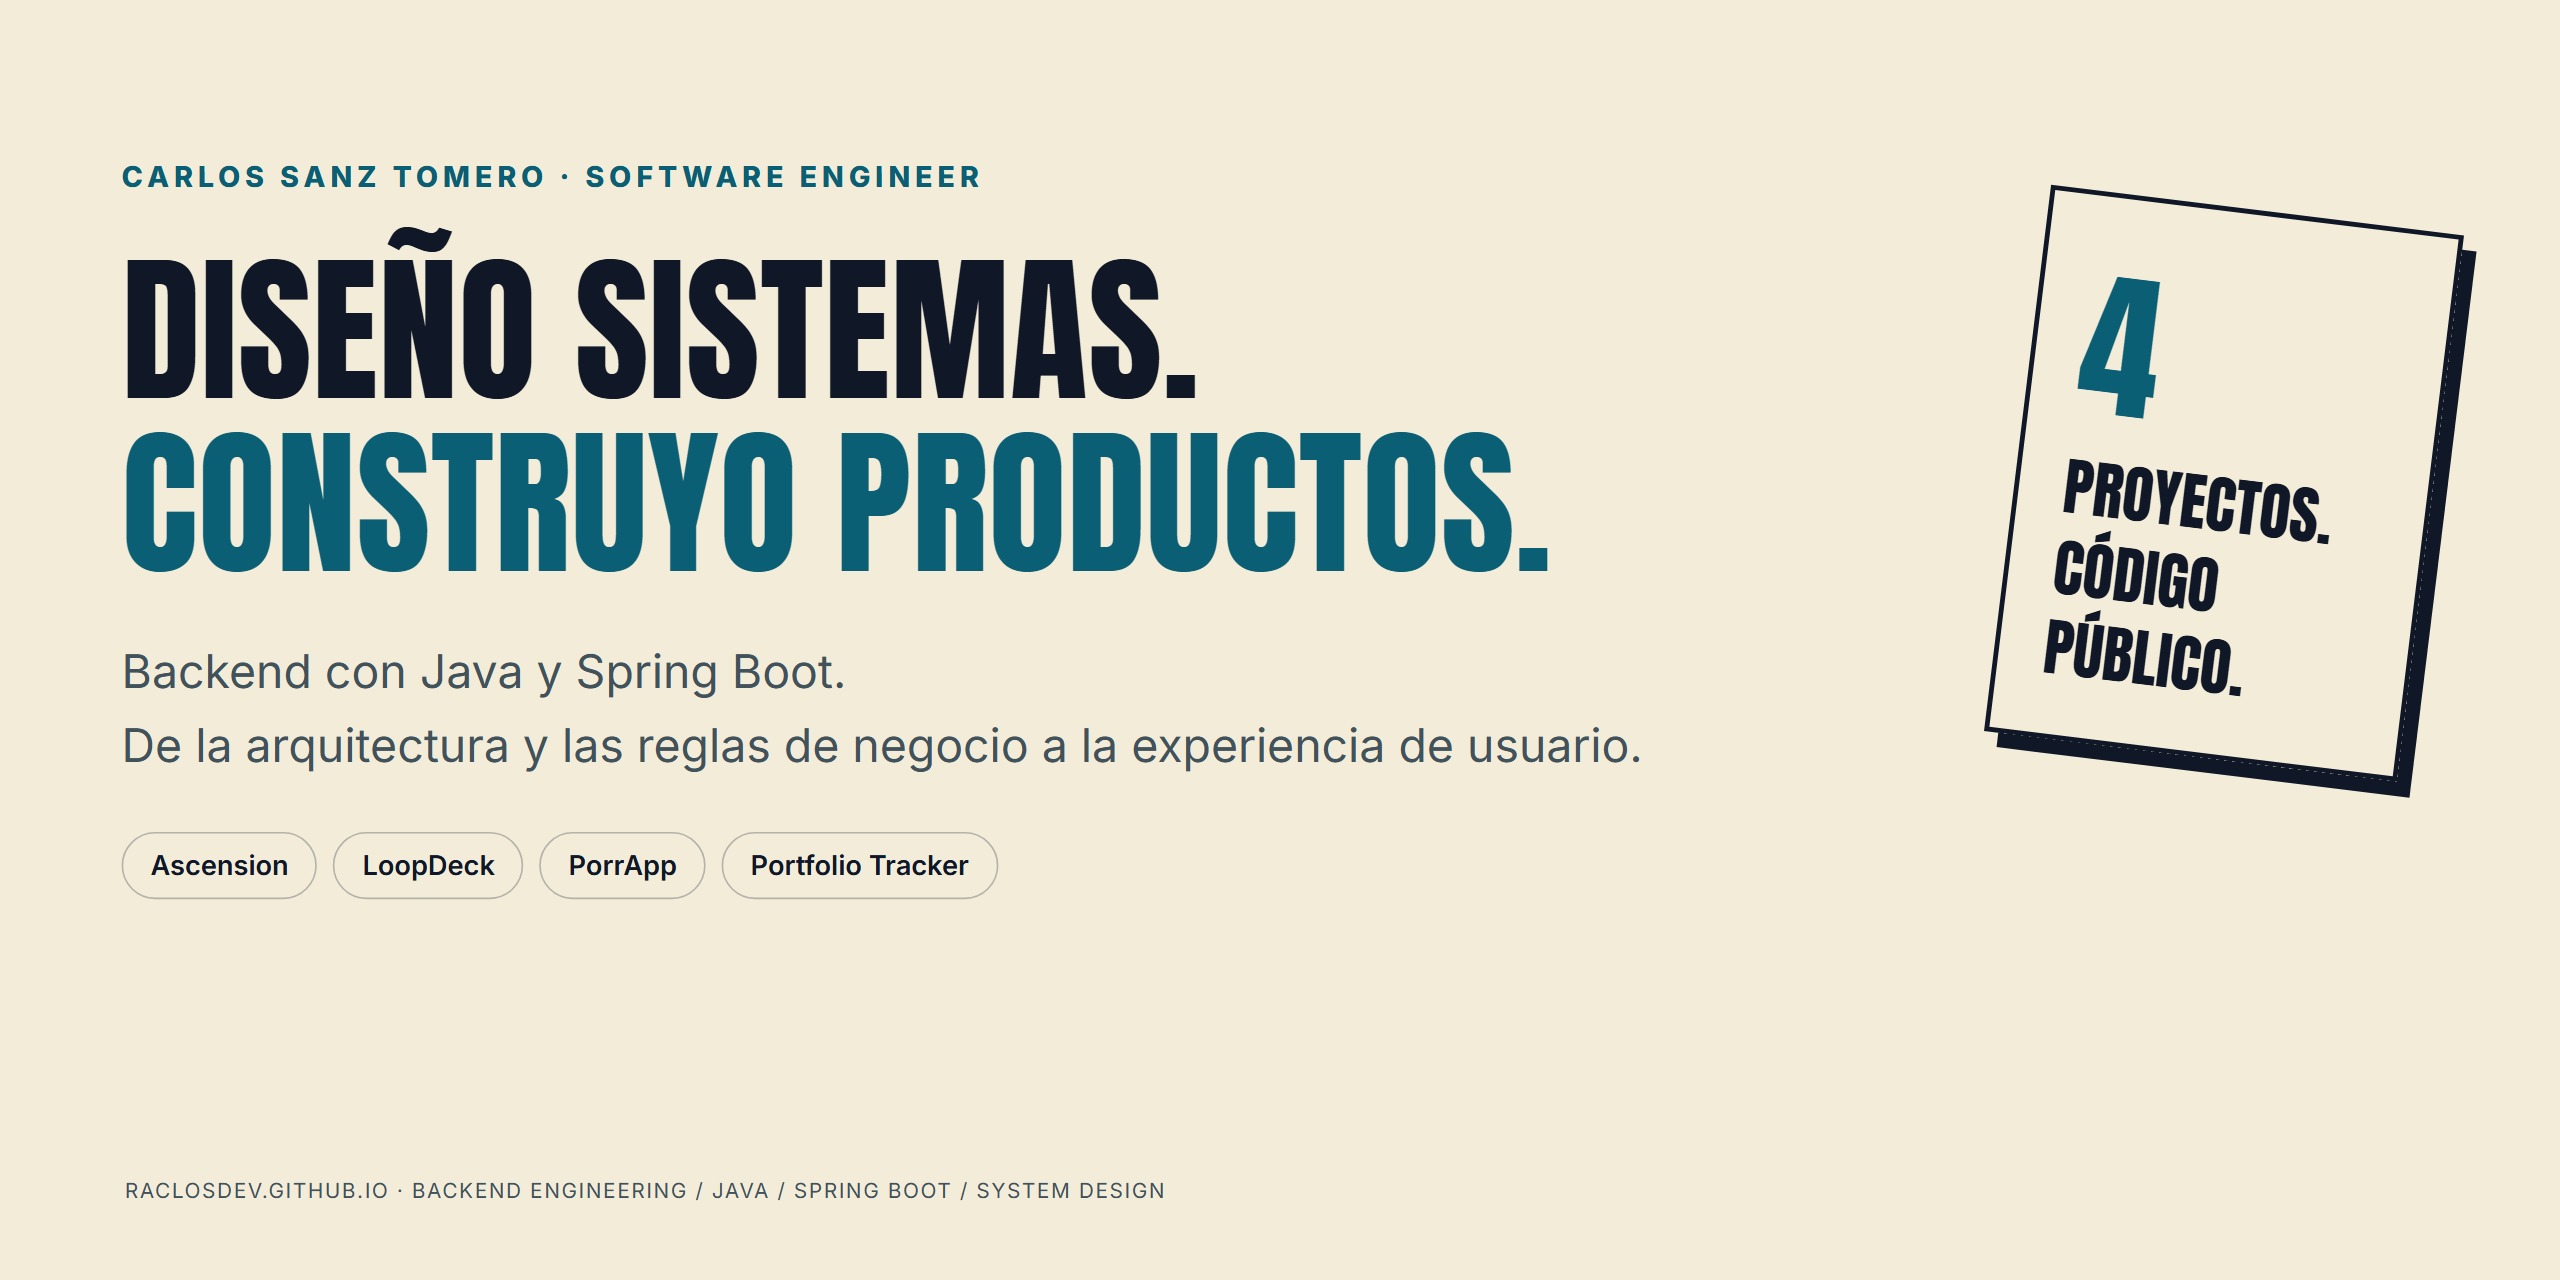 CARLOS SANZ TOMERO · SOFTWARE ENGINEER
DISEÑO SISTEMAS.
CONSTRUYO PRODUCTOS.
Backend con Java y Spring Boot.
De la arquitectura y las reglas de negocio a la experiencia de usuario.
Ascension
LoopDeck
PorrApp
Portfolio Tracker
4
PROYECTOS.
CÓDIGO
PÚBLICO.
RACLOSDEV.GITHUB.IO · BACKEND ENGINEERING / JAVA / SPRING BOOT / SYSTEM DESIGN